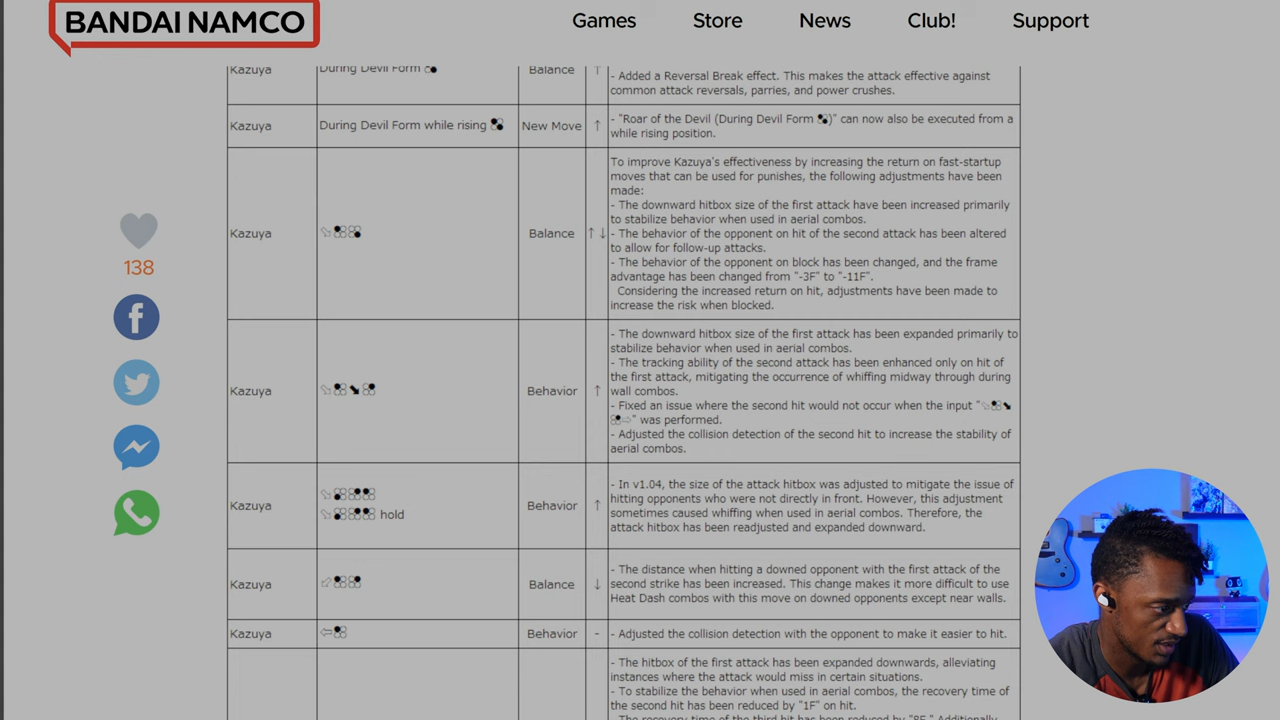 BANDAI NAMCO
Games Store News Club! Support
Kazuya During Devil Form Balance ↑
- Added a Reversal Break effect. This makes the attack effective against
common attack reversals, parries, and power crushes.
Kazuya During Devil Form while rising New Move ↑
- "Roar of the Devil (During Devil Form )" can now also be executed from a
while rising position.
Kazuya Balance ↑ ↓
To improve Kazuya's effectiveness by increasing the return on fast-startup
moves that can be used for punishes, the following adjustments have been
made:
- The downward hitbox size of the first attack have been increased primarily
to stabilize behavior when used in aerial combos.
- The behavior of the opponent on hit of the second attack has been altered
to allow for follow-up attacks.
- The behavior of the opponent on block has been changed, and the frame
advantage has been changed from "-3F" to "-11F".
Considering the increased return on hit, adjustments have been made to
increase the risk when blocked.
Kazuya Behavior ↑
- The downward hitbox size of the first attack has been expanded primarily to
stabilize behavior when used in aerial combos.
- The tracking ability of the second attack has been enhanced only on hit of
the first attack, mitigating the occurrence of whiffing midway through during
wall combos.
- Fixed an issue where the second hit would not occur when the input "
" was performed.
- Adjusted the collision detection of the second hit to increase the stability of
aerial combos.
Kazuya hold Behavior ↑
- In v1.04, the size of the attack hitbox was adjusted to mitigate the issue of
hitting opponents who were not directly in front. However, this adjustment
sometimes caused whiffing when used in aerial combos. Therefore, the
attack hitbox has been readjusted and expanded downward.
Kazuya Balance ↓
- The distance when hitting a downed opponent with the first attack of the
second strike has been increased. This change makes it more difficult to use
Heat Dash combos with this move on downed opponents except near walls.
Kazuya Behavior -
- Adjusted the collision detection with the opponent to make it easier to hit.
- The hitbox of the first attack has been expanded downwards, alleviating
instances where the attack would miss in certain situations.
- To stabilize the behavior when used in aerial combos, the recovery time of
the second hit has been reduced by "1F" on hit.
- The recovery time of the third hit has been reduced by "8F." Additionally
138